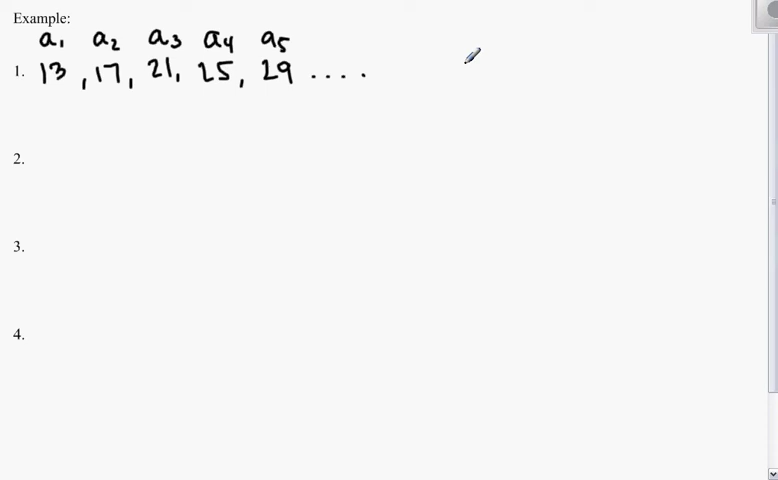 Example:
a₁ a₂ a₃ a₄ a₅
1. 13, 17, 21, 25, 29 ....
2.
3.
4.